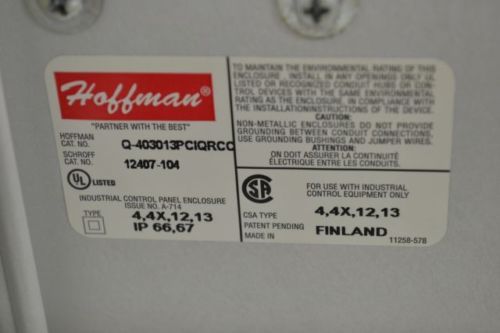 Hoffman®
"PARTNER WITH THE BEST"
HOFFMAN
CAT. NO. Q-403013PCIQRCC
SCHROFF
CAT. NO. 12407-104
UL LISTED
INDUSTRIAL CONTROL PANEL ENCLOSURE
ISSUE NO. A-714
TYPE 4,4X,12,13
IP 66,67
TO MAINTAIN THE ENVIRONMENTAL RATING OF THIS
ENCLOSURE, INSTALL IN ANY OPENINGS ONLY UL
LISTED OR RECOGNIZED CONDUIT HUBS OR CON-
TROL DEVICES WITH THE SAME ENVIRONMENTAL
RATING AS THE ENCLOSURE, IN COMPLIANCE WITH
THE INSTALLATION INSTRUCTIONS OF THE DEVICE.
CAUTION:
NON-METALLIC ENCLOSURES DO NOT PROVIDE
GROUNDING BETWEEN CONDUIT CONNECTIONS.
USE GROUNDING BUSHINGS AND JUMPER WIRES.
ATTENTION:
ON DOIT ASSURER LA CONTINUITÉ
ÉLECTRIQUE ENTRE LES CONDUITS.
SA
FOR USE WITH INDUSTRIAL
CONTROL EQUIPMENT ONLY
CSA TYPE 4,4X,12,13
PATENT PENDING
MADE IN FINLAND
11258-578